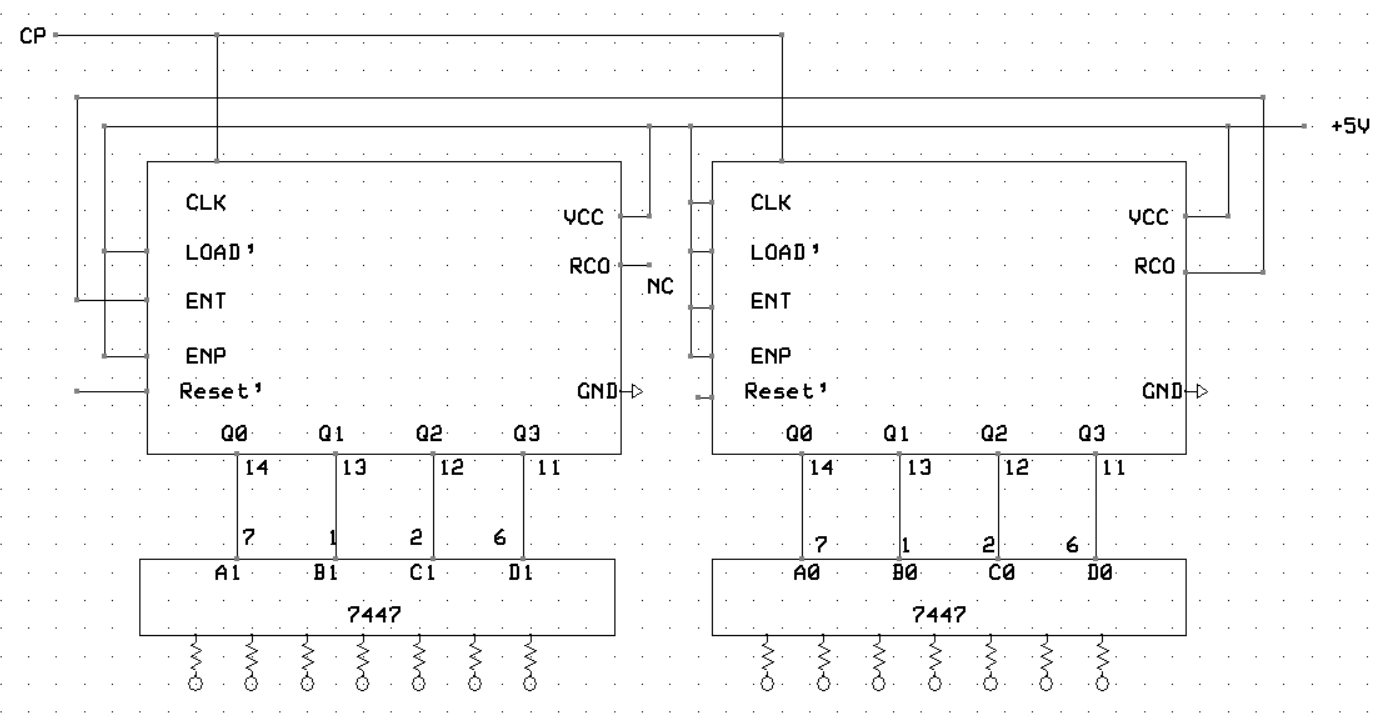 CP
+5V
CLK
VCC
LOAD'
RCO
NC
ENT
ENP
Reset'
GND
Q0 Q1 Q2 Q3
14 13 12 11
7 1 2 6
A1 B1 C1 D1
7447
CLK
VCC
LOAD'
RCO
ENT
ENP
Reset'
GND
Q0 Q1 Q2 Q3
14 13 12 11
7 1 2 6
A0 B0 C0 D0
7447